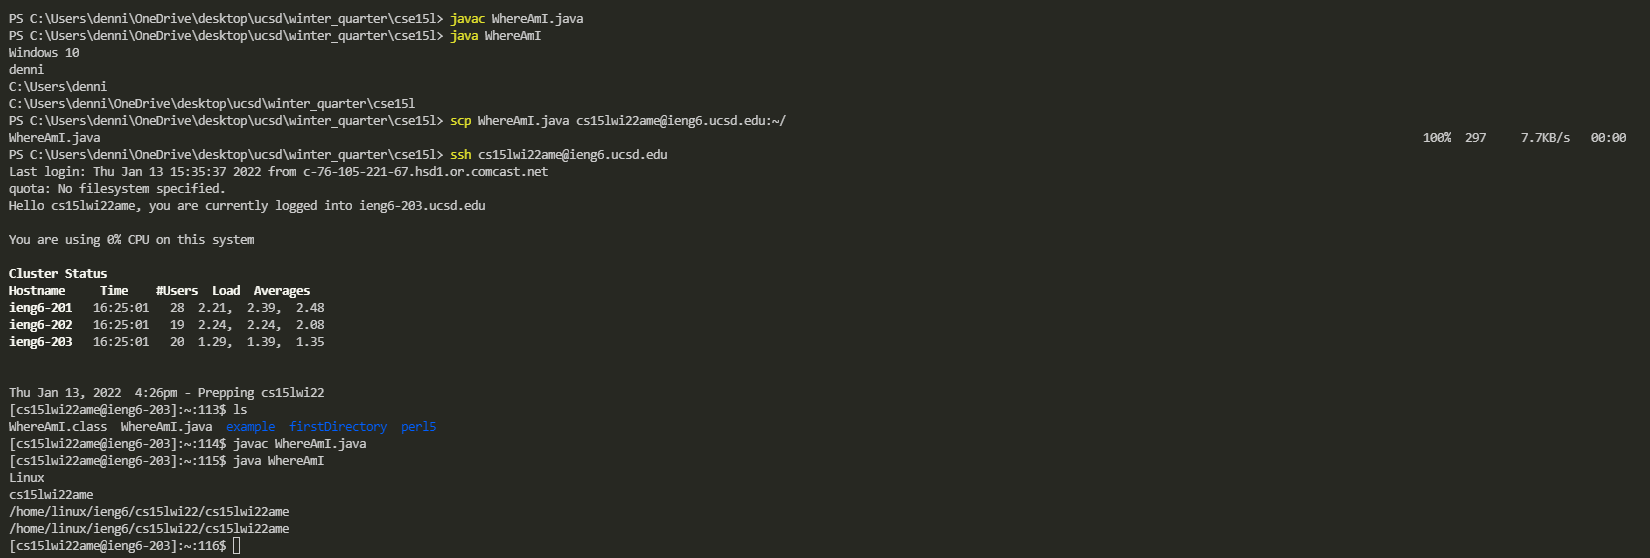 PS C:\Users\denni\OneDrive\desktop\ucsd\winter_quarter\cse15l> javac WhereAmI.java
PS C:\Users\denni\OneDrive\desktop\ucsd\winter_quarter\cse15l> java WhereAmI
Windows 10
denni
C:\Users\denni
C:\Users\denni\OneDrive\desktop\ucsd\winter_quarter\cse15l
PS C:\Users\denni\OneDrive\desktop\ucsd\winter_quarter\cse15l> scp WhereAmI.java cs15lwi22ame@ieng6.ucsd.edu:~/
WhereAmI.java 100% 297 7.7KB/s 00:00
PS C:\Users\denni\OneDrive\desktop\ucsd\winter_quarter\cse15l> ssh cs15lwi22ame@ieng6.ucsd.edu
Last login: Thu Jan 13 15:35:37 2022 from c-76-105-221-67.hsd1.or.comcast.net
quota: No filesystem specified.
Hello cs15lwi22ame, you are currently logged into ieng6-203.ucsd.edu
You are using 0% CPU on this system
Cluster Status
Hostname Time #Users Load Averages
ieng6-201 16:25:01 28 2.21, 2.39, 2.48
ieng6-202 16:25:01 19 2.24, 2.24, 2.08
ieng6-203 16:25:01 20 1.29, 1.39, 1.35
Thu Jan 13, 2022 4:26pm - Prepping cs15lwi22
[cs15lwi22ame@ieng6-203]:~:113$ ls
WhereAmI.class WhereAmI.java example firstDirectory perl5
[cs15lwi22ame@ieng6-203]:~:114$ javac WhereAmI.java
[cs15lwi22ame@ieng6-203]:~:115$ java WhereAmI
Linux
cs15lwi22ame
/home/linux/ieng6/cs15lwi22/cs15lwi22ame
/home/linux/ieng6/cs15lwi22/cs15lwi22ame
[cs15lwi22ame@ieng6-203]:~:116$